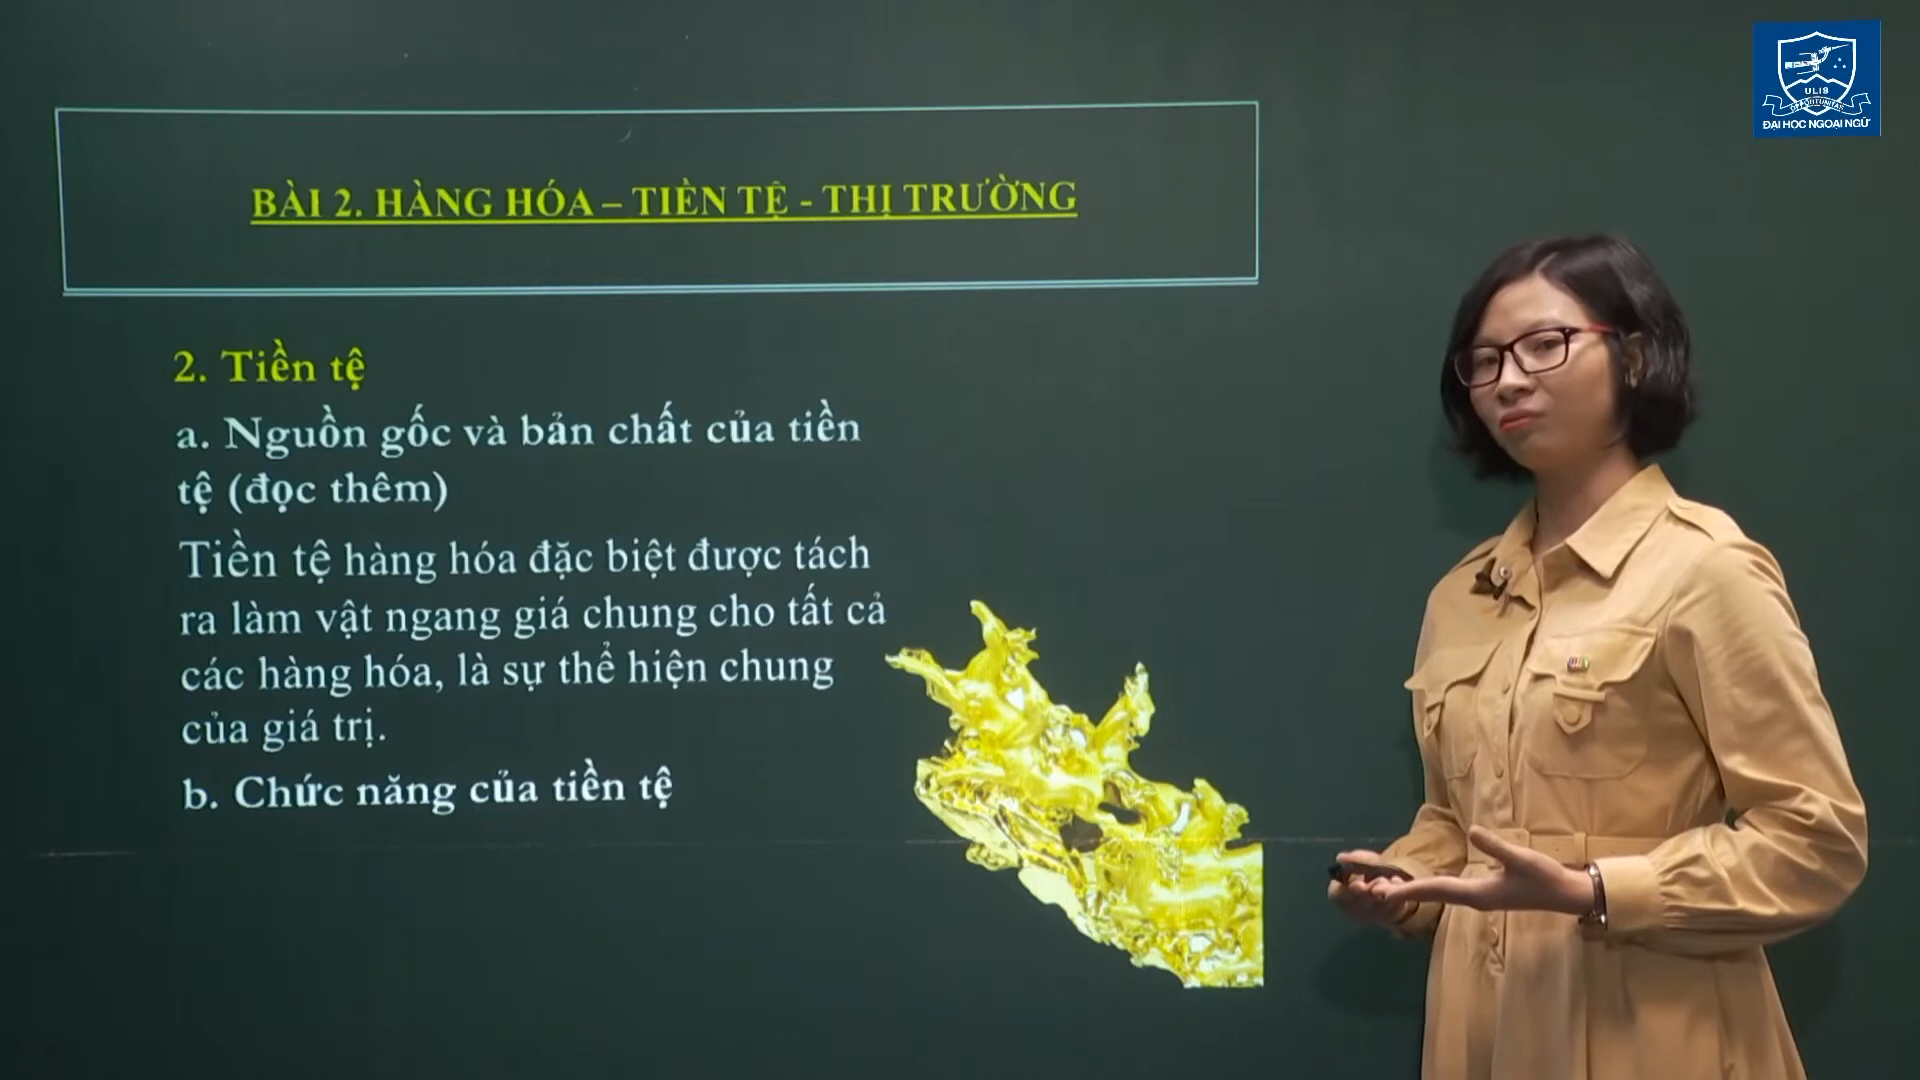 ULIS
ĐẠI HỌC NGOẠI NGỮ
BÀI 2. HÀNG HÓA – TIỀN TỆ - THỊ TRƯỜNG
2. Tiền tệ
a. Nguồn gốc và bản chất của tiền
tệ (đọc thêm)
Tiền tệ hàng hóa đặc biệt được tách
ra làm vật ngang giá chung cho tất cả
các hàng hóa, là sự thể hiện chung
của giá trị.
b. Chức năng của tiền tệ